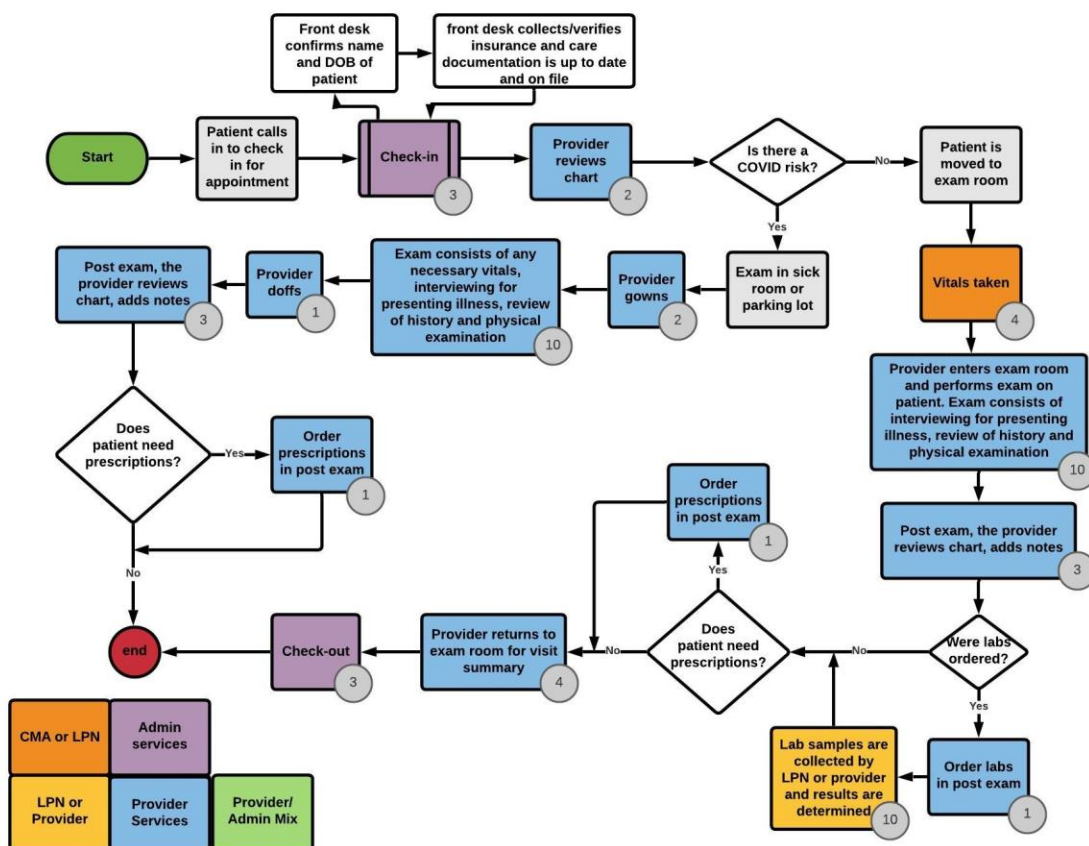 Front desk
confirms name
and DOB of
patient
front desk collects/verifies
insurance and care
documentation is up to date
and on file
Start
Patient calls
in to check
in for
appointment
Check-in
3
Provider
reviews
chart
2
Is there a
COVID risk?
No
Patient is
moved to
exam room
Yes
Post exam, the
provider reviews
chart, adds notes
3
Provider
doffs
1
Exam consists of any
necessary vitals,
interviewing for
presenting illness, review
of history and physical
examination
10
Provider
gowns
2
Exam in sick
room or
parking lot
Vitals taken
4
Provider enters exam room
and performs exam on
patient. Exam consists of
interviewing for presenting
illness, review of history and
physical examination
10
Does
patient need
prescriptions?
Yes
Order
prescriptions
in post exam
1
No
Order
prescriptions
in post exam
1
Yes
Post exam, the provider
reviews chart, adds notes
3
end
Check-out
3
Provider returns to
exam room for visit
summary
4
No
Does
patient need
prescriptions?
No
Were labs
ordered?
Yes
Lab samples are
collected by
LPN or provider
and results are
determined
10
Order labs
in post exam
1
CMA or LPN
Admin
services
LPN or
Provider
Provider
Services
Provider/
Admin Mix